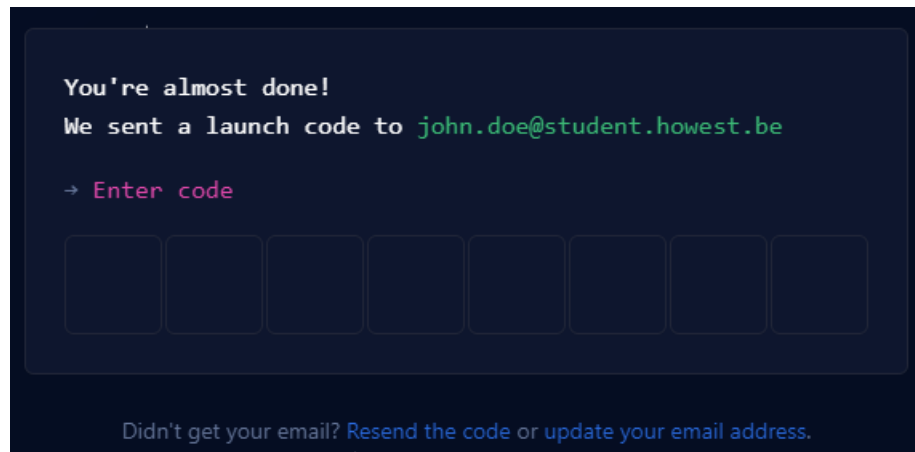 You're almost done!
We sent a launch code to john.doe@student.howest.be
→ Enter code
Didn't get your email? Resend the code or update your email address.